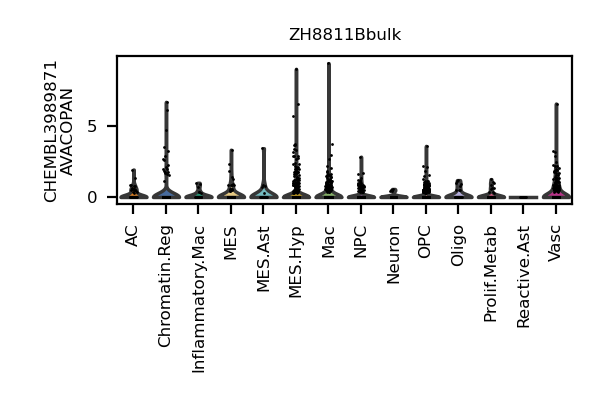 ZH8811Bbulk
CHEMBL3989871
AVACOPAN
5
0
AC
Chromatin.Reg
Inflammatory.Mac
MES
MES.Ast
MES.Hyp
Mac
NPC
Neuron
OPC
Oligo
Prolif.Metab
Reactive.Ast
Vasc